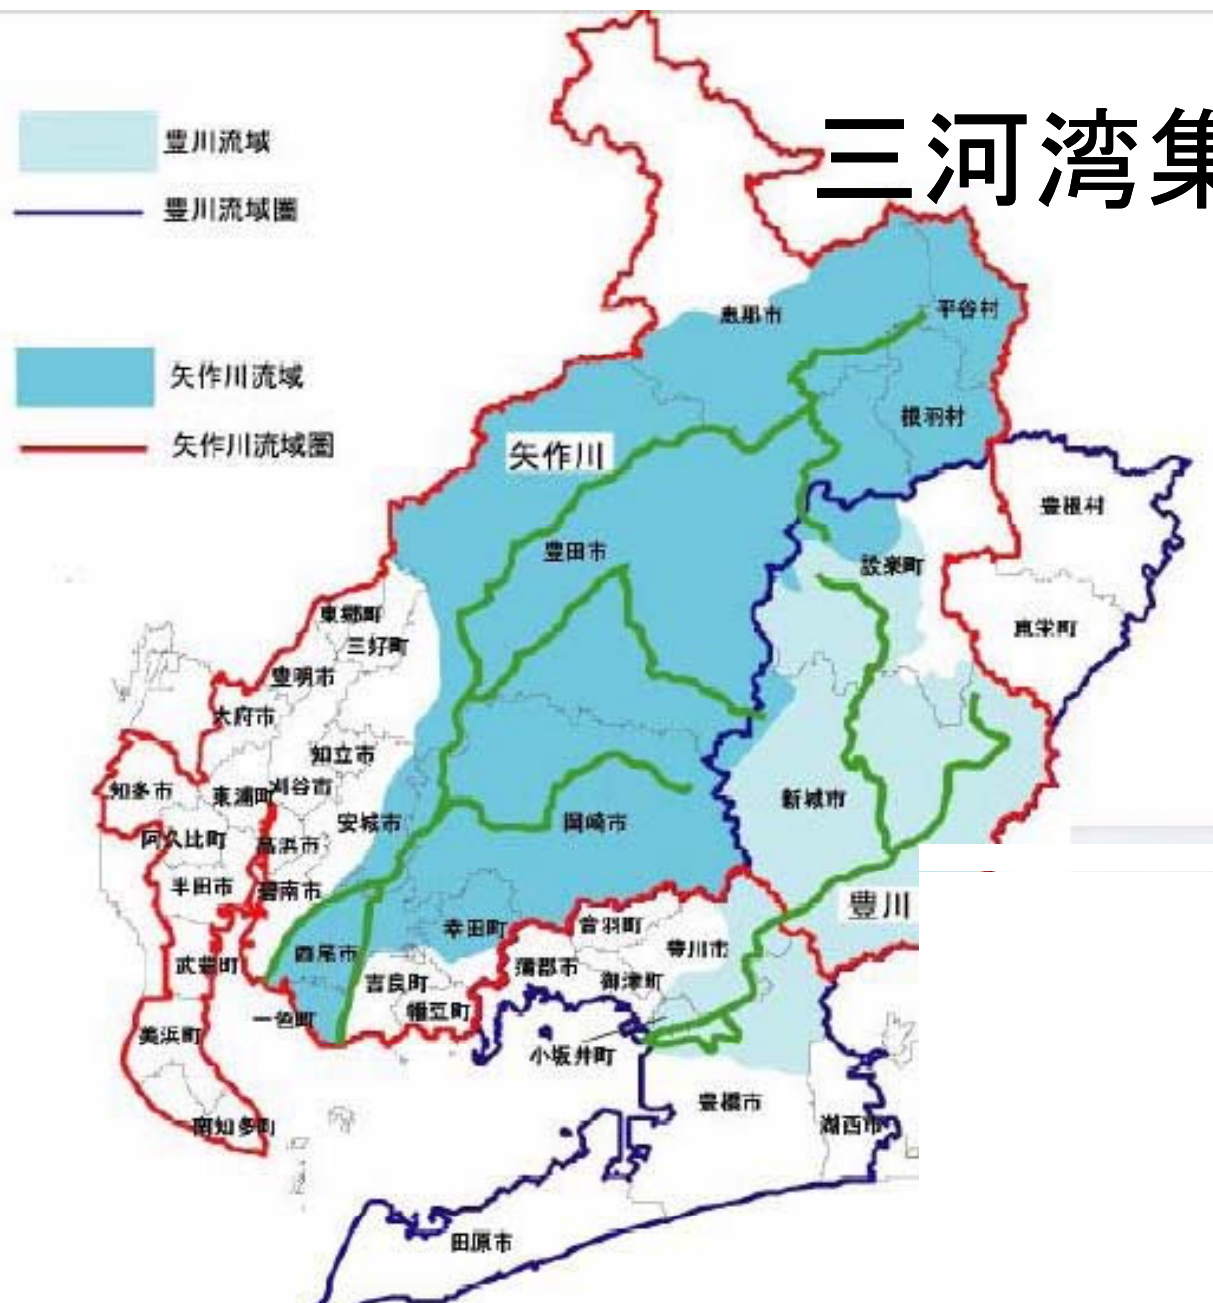 三河湾集
豊川流域
豊川流域圏
矢作川流域
矢作川流域圏
恵那市
平谷村
根羽村
矢作川
豊根村
豊田市
設楽町
東栄町
東郷町
三好町
豊明市
大府市
知立市
知多市
東浦町
刈谷市
新城市
安城市
岡崎市
阿久比町
高浜市
半田市
碧南市
豊川
幸田町
音羽町
豊川市
西尾市
武豊町
蒲郡市
吉良町
御津町
幡豆町
一色町
美浜町
小坂井町
豊橋市
南知多町
湖西市
田原市